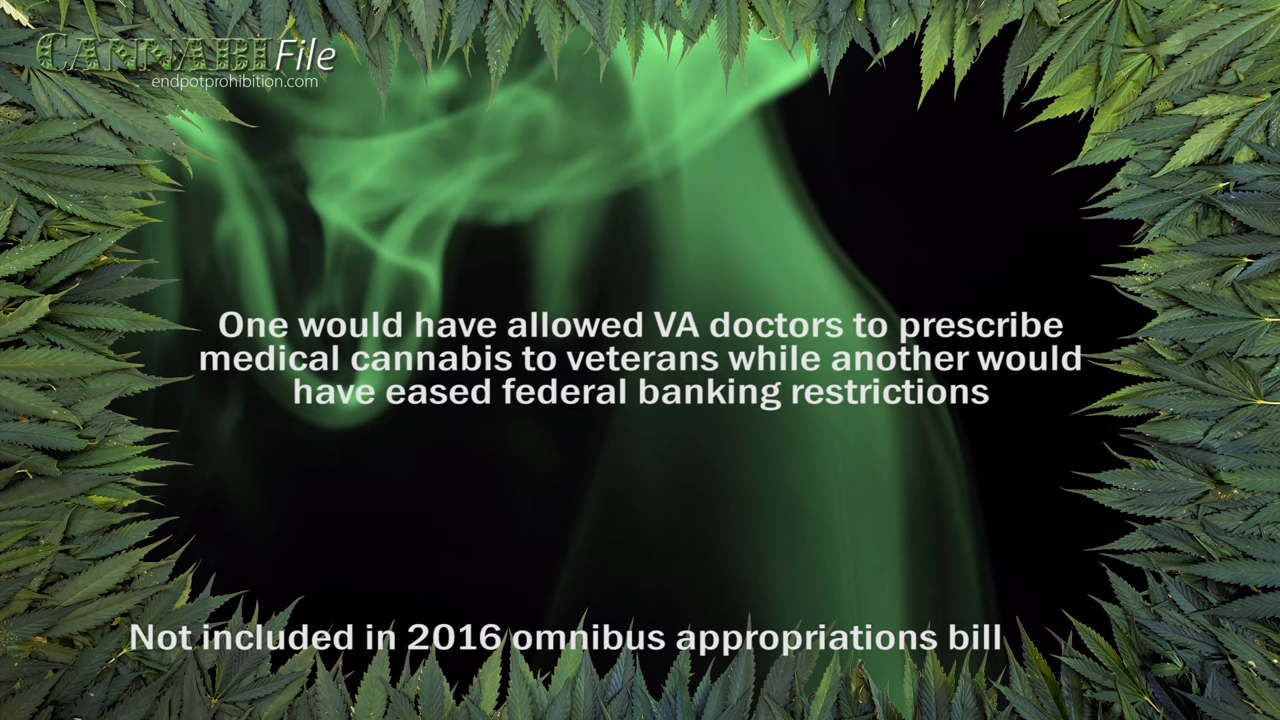 CANNABIFile
endpotprohibition.com
One would have allowed VA doctors to prescribe
medical cannabis to veterans while another would
have eased federal banking restrictions
Not included in 2016 omnibus appropriations bill